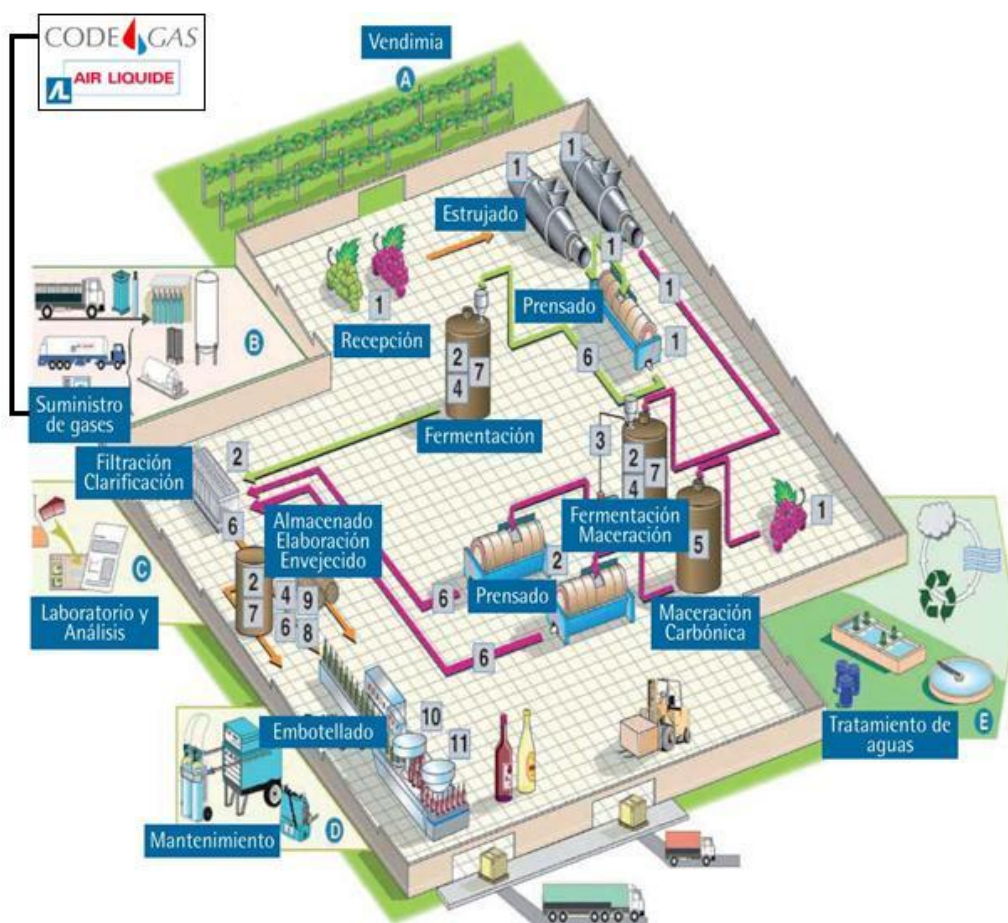 CODE GAS
AIR LIQUIDE
Vendimia
A
1
1
Estrujado
1
1
Recepción
Prensado
1
1
6
B
Suministro
de gases
2
4
7
Fermentación
Filtración
Clarificación
2
6
3
2
4
7
Fermentación
Maceración
5
1
Almacenado
Elaboración
Envejecido
2
Prensado
6
6
Maceración
Carbónica
C
Laboratorio y
Análisis
2
7
4
6
9
8
Embotellado
10
11
Mantenimiento
D
Tratamiento de
aguas
E